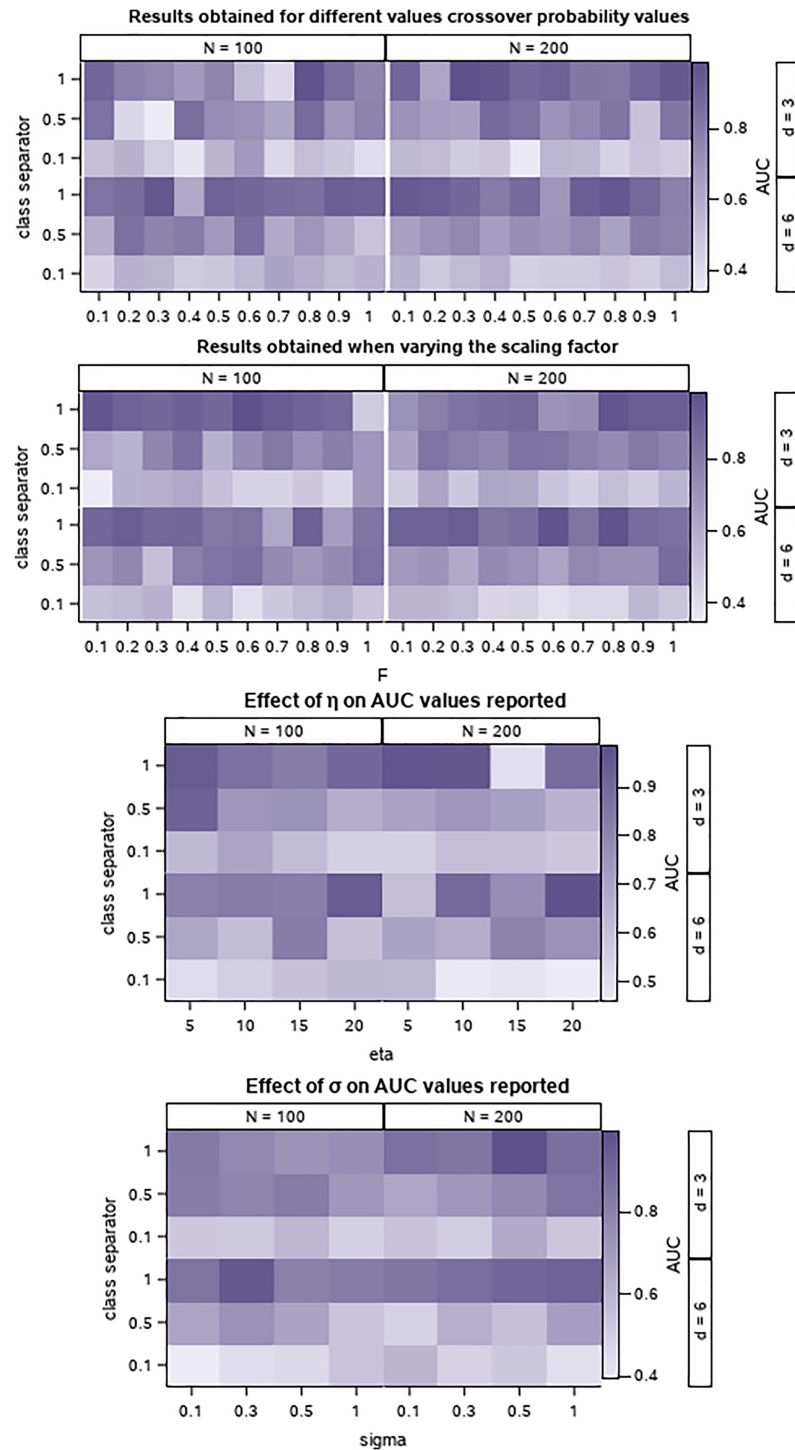 Results obtained for different values crossover probability values
N = 100 N = 200
1
0.5
0.1
1
0.5
0.1
class separator
0.8
0.6
0.4
AUC
d = 3
d = 6
0.1 0.2 0.3 0.4 0.5 0.6 0.7 0.8 0.9 1 0.1 0.2 0.3 0.4 0.5 0.6 0.7 0.8 0.9 1
Results obtained when varying the scaling factor
N = 100 N = 200
1
0.5
0.1
1
0.5
0.1
class separator
0.8
0.6
0.4
AUC
d = 3
d = 6
0.1 0.2 0.3 0.4 0.5 0.6 0.7 0.8 0.9 1 0.1 0.2 0.3 0.4 0.5 0.6 0.7 0.8 0.9 1
F
Effect of η on AUC values reported
N = 100 N = 200
1
0.5
0.1
1
0.5
0.1
class separator
0.9
0.8
0.7
0.6
0.5
AUC
d = 3
d = 6
5 10 15 20 5 10 15 20
eta
Effect of σ on AUC values reported
N = 100 N = 200
1
0.5
0.1
1
0.5
0.1
class separator
0.8
0.6
0.4
AUC
d = 3
d = 6
0.1 0.3 0.5 1 0.1 0.3 0.5 1
sigma